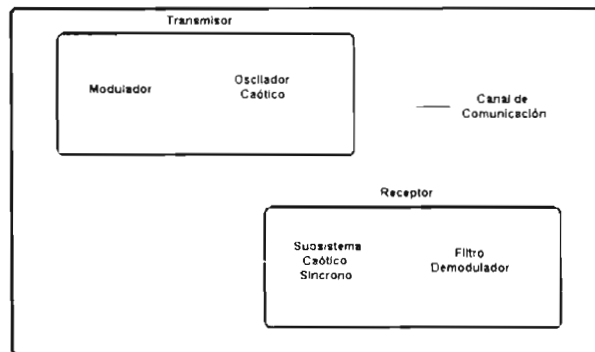 Transmisor
Modulador
Oscilador
Caótico
Canal de
Comunicación
Receptor
Subsistema
Caótico
Síncrono
Filtro
Demodulador